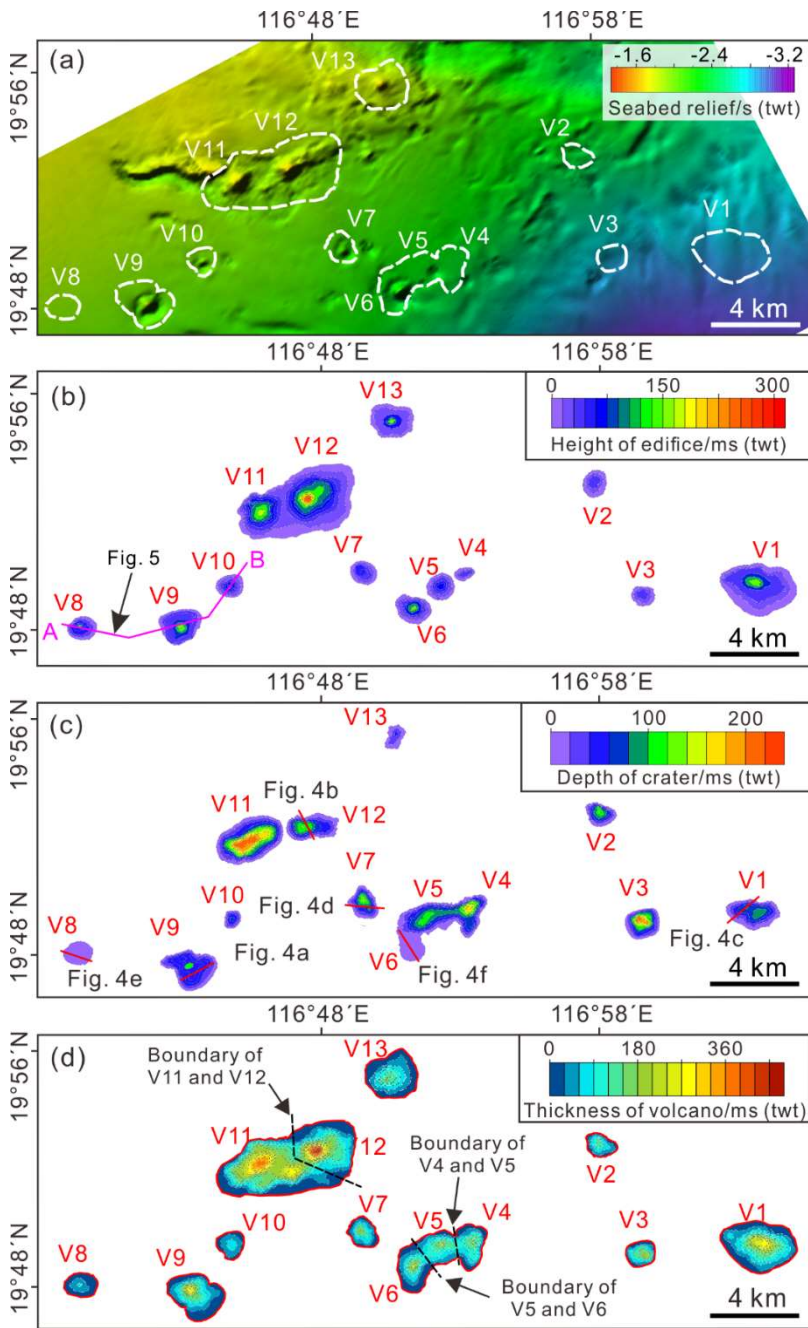 116°48´E 116°58´E
(a)
19°56´N
19°48´N
V13
V12
V11
V10
V9
V8
V7
V6
V5
V4
V2
V3
V1
-1.6 -2.4 -3.2
Seabed relief/s (twt)
4 km
116°48´E 116°58´E
(b)
19°56´N
19°48´N
V13
V12
V11
V10
B
Fig. 5
V9
V8
A
V7
V5
V4
V6
V2
V3
V1
0 150 300
Height of edifice/ms (twt)
4 km
116°48´E 116°58´E
(c)
19°56´N
19°48´N
V13
Fig. 4b
V11
V12
V7
V10
Fig. 4d
V5
V4
V8
V9
Fig. 4a
Fig. 4e
V6
Fig. 4f
V2
V3
V1
Fig. 4c
0 100 200
Depth of crater/ms (twt)
4 km
116°48´E 116°58´E
(d)
19°56´N
19°48´N
Boundary of
V11 and V12
V13
V11
12
Boundary of
V4 and V5
V7
V10
V5
V4
V8
V9
V6
Boundary of
V5 and V6
V2
V3
V1
0 180 360
Thickness of volcano/ms (twt)
4 km